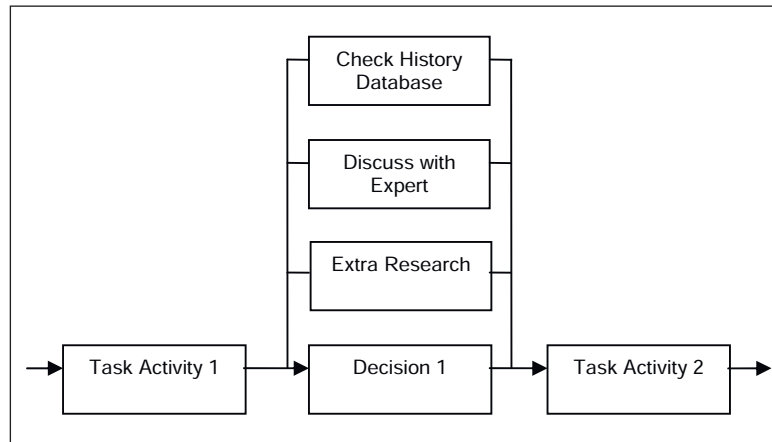 Check History
Database
Discuss with
Expert
Extra Research
Task Activity 1
Decision 1
Task Activity 2